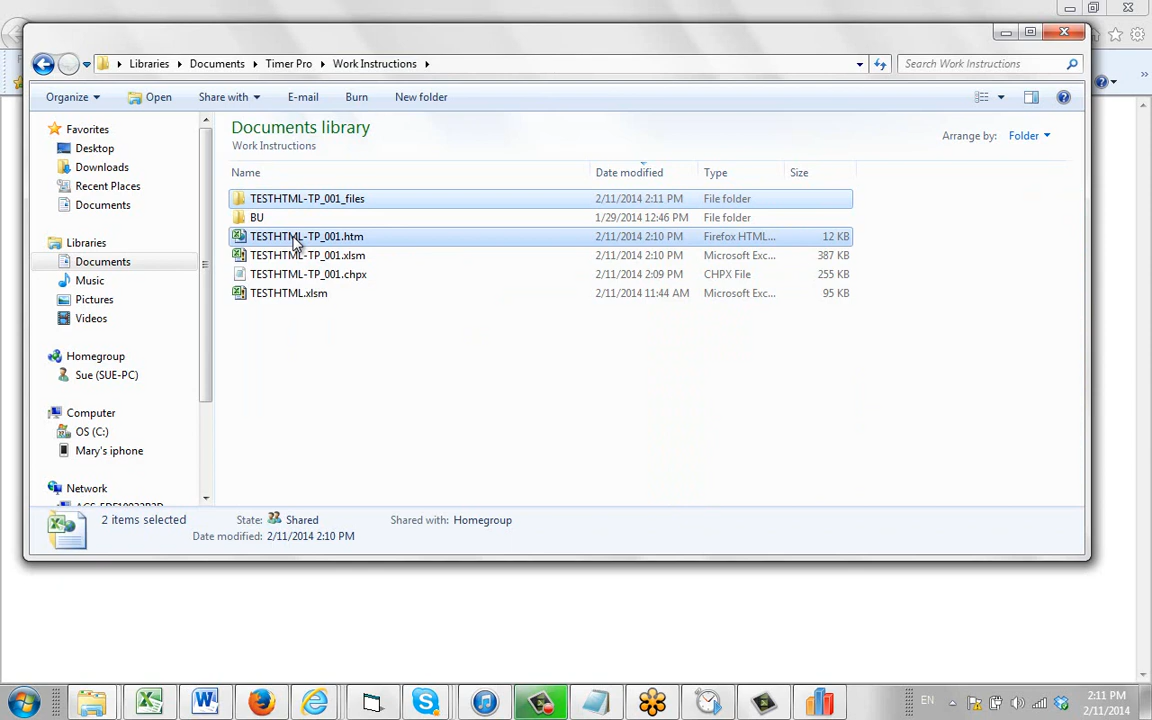 Libraries Documents Timer Pro Work Instructions
Search Work Instructions
Organize Open Share with E-mail Burn New folder
Favorites
Desktop
Downloads
Recent Places
Documents
Libraries
Documents
Music
Pictures
Videos
Homegroup
Sue (SUE-PC)
Computer
OS (C:)
Mary's iphone
Network
Documents library
Work Instructions
Arrange by: Folder
Name Date modified Type Size
TESTHTML-TP_001_files 2/11/2014 2:11 PM File folder
BU 1/29/2014 12:46 PM File folder
TESTHTML-TP_001.htm 2/11/2014 2:10 PM Firefox HTML... 12 KB
TESTHTML-TP_001.xlsm 2/11/2014 2:10 PM Microsoft Exc... 387 KB
TESTHTML-TP_001.chpx 2/11/2014 2:09 PM CHPX File 255 KB
TESTHTML.xlsm 2/11/2014 11:44 AM Microsoft Exc... 95 KB
2 items selected State: Shared Shared with: Homegroup
Date modified: 2/11/2014 2:10 PM
EN
2:11 PM
2/11/2014